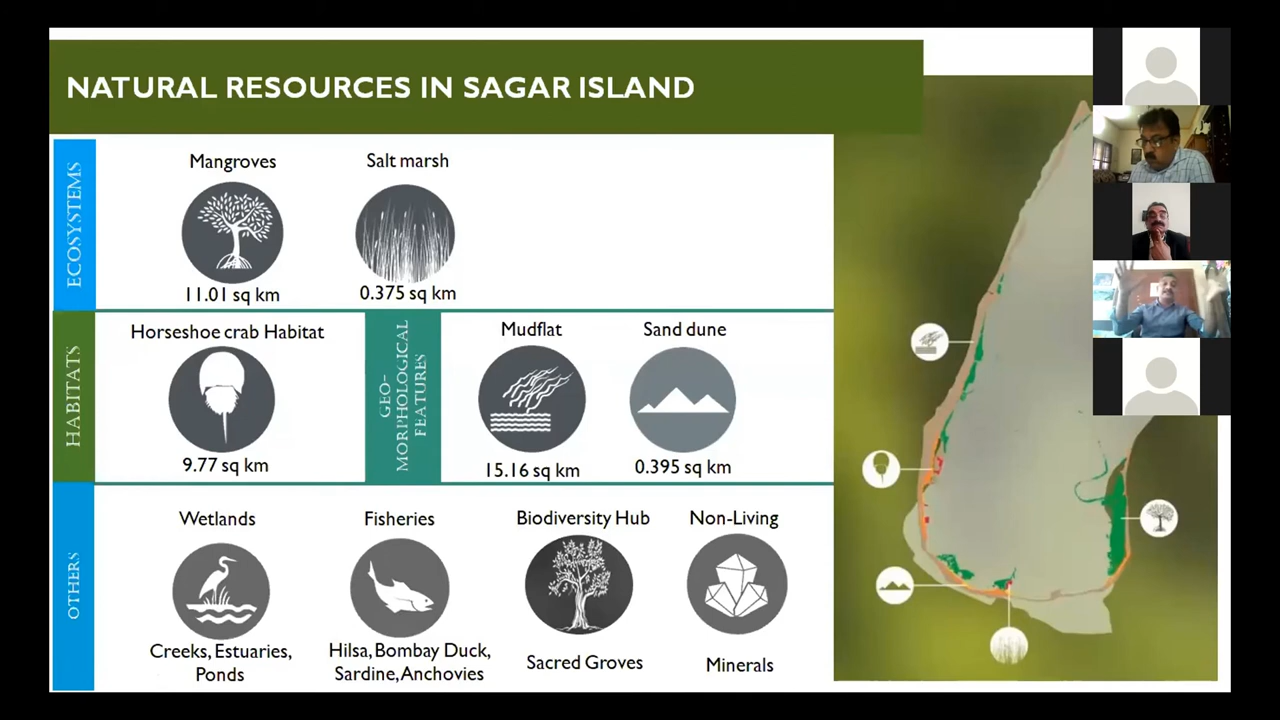 NATURAL RESOURCES IN SAGAR ISLAND
ECOSYSTEMS
Mangroves
11.01 sq km
Salt marsh
0.375 sq km
HABITATS
Horseshoe crab Habitat
9.77 sq km
GEO-
MORPHOLOGICAL
FEATURES
Mudflat
15.16 sq km
Sand dune
0.395 sq km
OTHERS
Wetlands
Creeks, Estuaries,
Ponds
Fisheries
Hilsa, Bombay Duck,
Sardine, Anchovies
Biodiversity Hub
Sacred Groves
Non-Living
Minerals